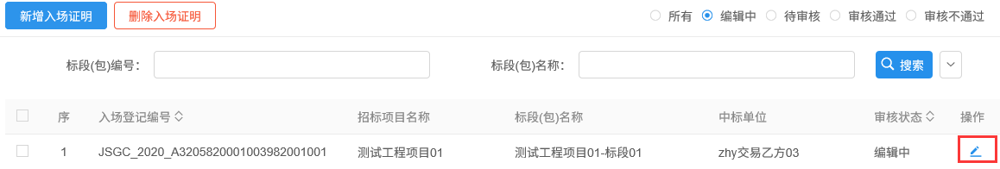 新增入场证明 删除入场证明 所有 编辑中 待审核 审核通过 审核不通过
标段(包)编号： 标段(包)名称： 搜索
序 入场登记编号 招标项目名称 标段(包)名称 中标单位 审核状态 操作
1 JSGC_2020_A3205820001003982001001 测试工程项目01 测试工程项目01-标段01 zhy交易乙方03 编辑中